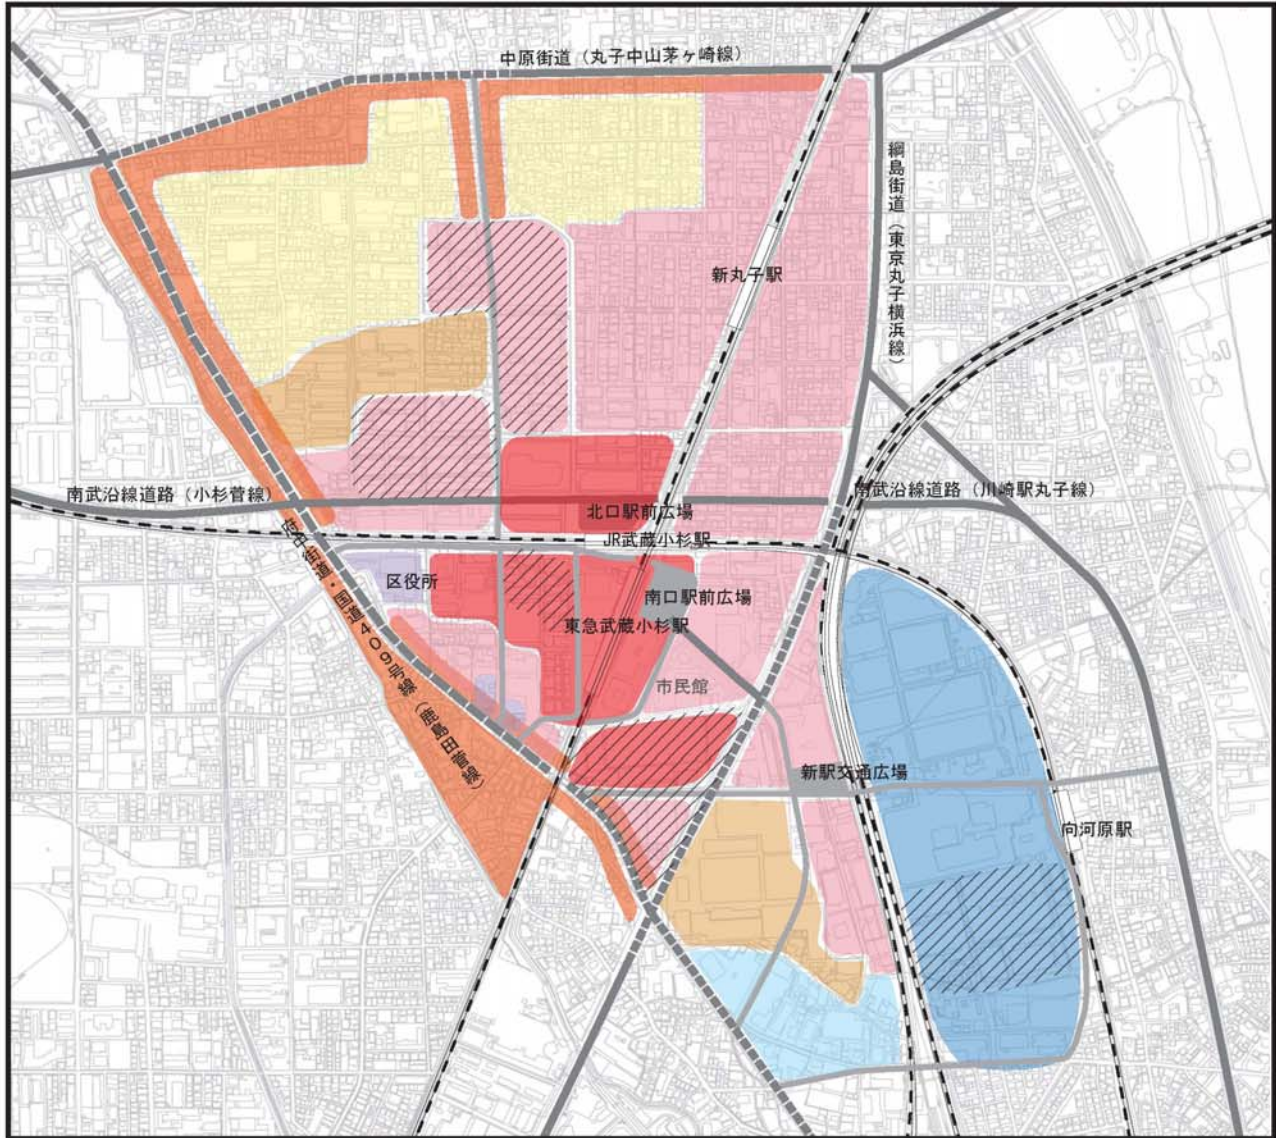 中原街道（丸子中山茅ヶ崎線）
綱島街道（東京丸子横浜線）
新丸子駅
南武沿線道路（小杉菅線）
南武沿線道路（川崎駅丸子線）
北口駅前広場
JR武蔵小杉駅
府中街道・国道409号線（鹿島田菅線）
区役所
南口駅前広場
東急武蔵小杉駅
市民館
新駅交通広場
向河原駅